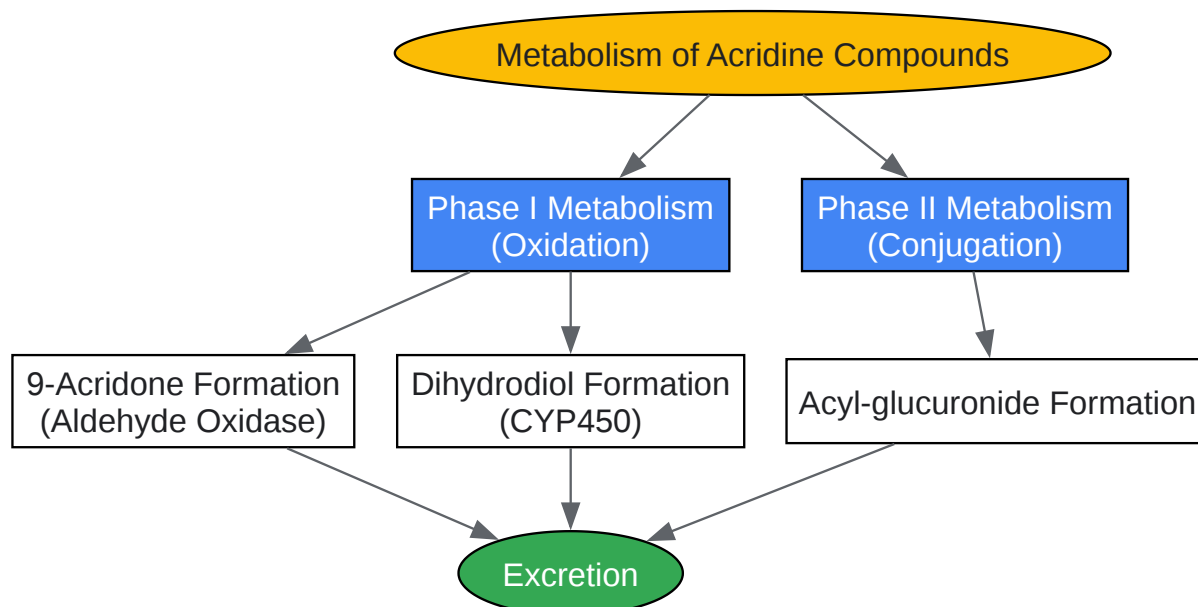 Metabolism of Acridine Compounds
Phase I Metabolism
(Oxidation)
Phase II Metabolism
(Conjugation)
9-Acridone Formation
(Aldehyde Oxidase)
Dihydrodiol Formation
(CYP450)
Acyl-glucuronide Formation
Excretion